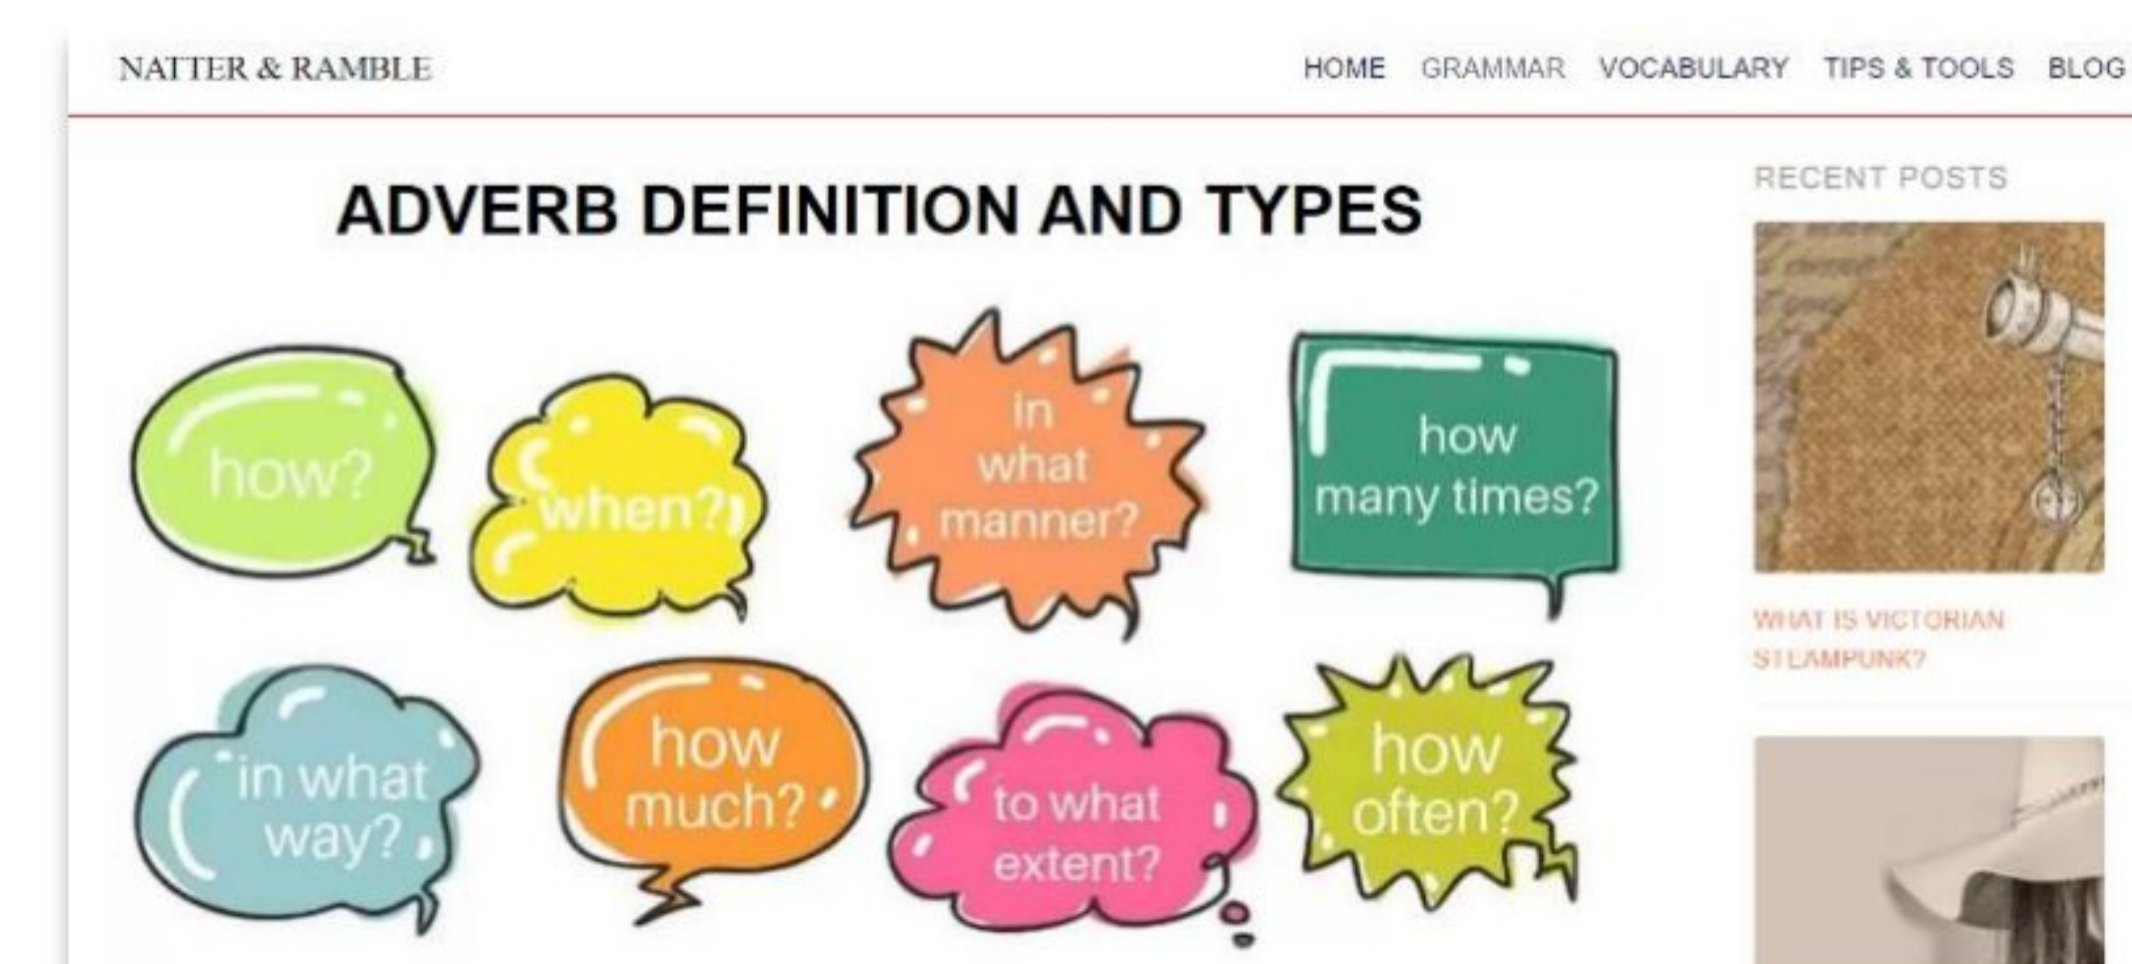 NATTER & RAMBLE
HOME GRAMMAR VOCABULARY TIPS & TOOLS BLOG
ADVERB DEFINITION AND TYPES
how?
when?
in
what
manner?
how
many times?
in what
way?
how
much?
to what
extent?
how
often?
RECENT POSTS
WHAT IS VICTORIAN
STEAMPUNK?